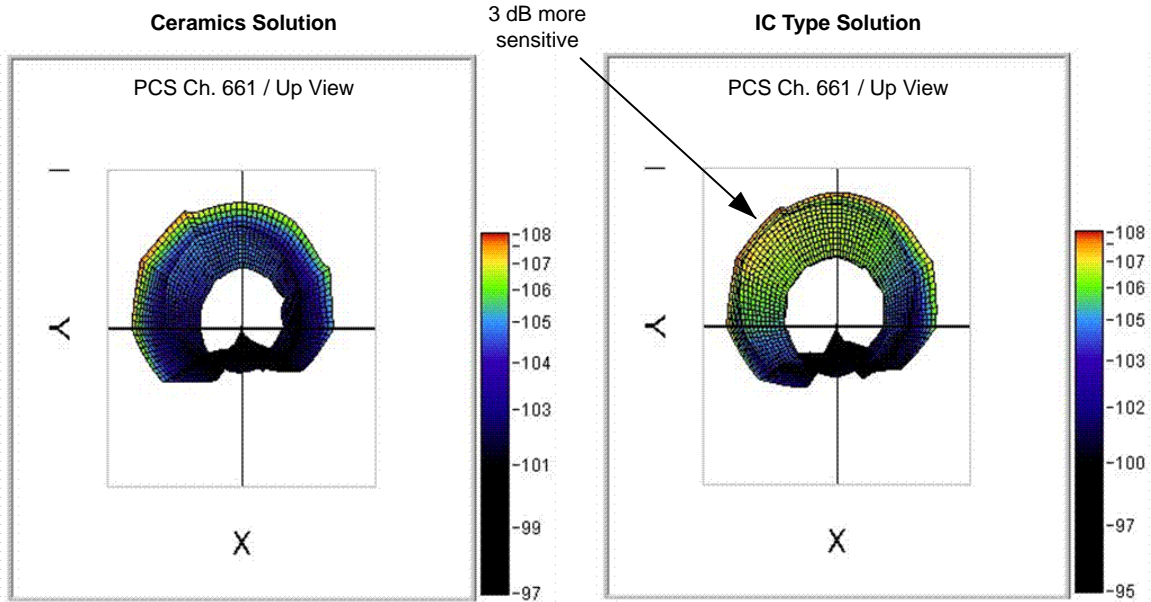 Ceramics Solution
3 dB more
sensitive
IC Type Solution
PCS Ch. 661 / Up View
Y
X
-108
-107
-106
-105
-104
-103
-101
-99
-97
PCS Ch. 661 / Up View
Y
X
-108
-107
-106
-105
-103
-102
-100
-97
-95